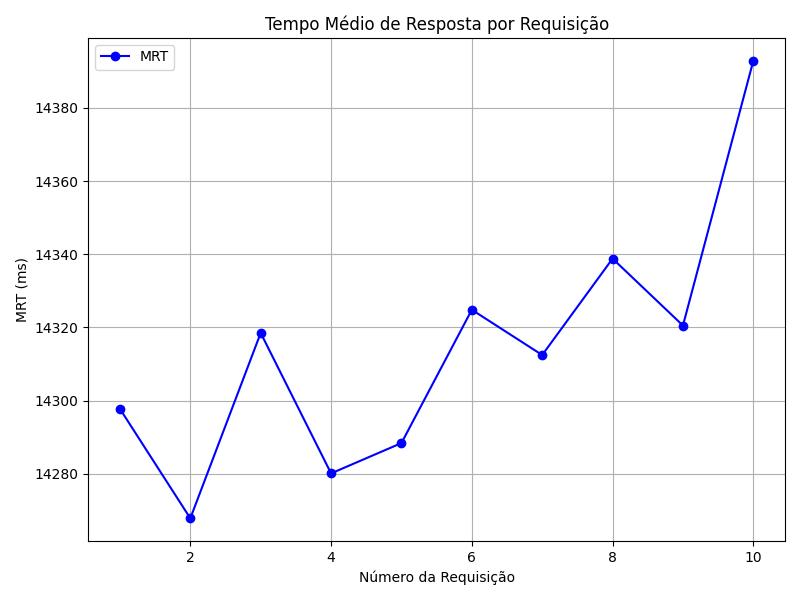 Tempo Médio de Resposta por Requisição
MRT
14380
14360
14340
14320
14300
14280
MRT (ms)
2 4 6 8 10
Número da Requisição